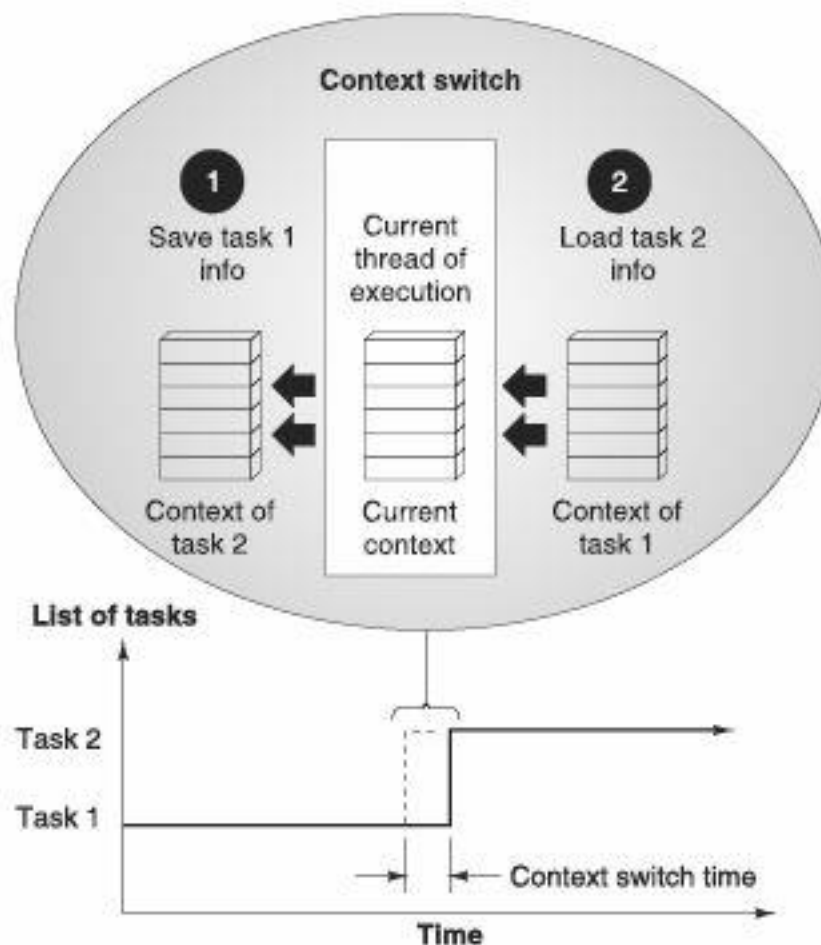 Context switch
1
Save task 1
info
Current
thread of
execution
2
Load task 2
info
Context of
task 2
Current
context
Context of
task 1
List of tasks
Task 2
Task 1
Context switch time
Time